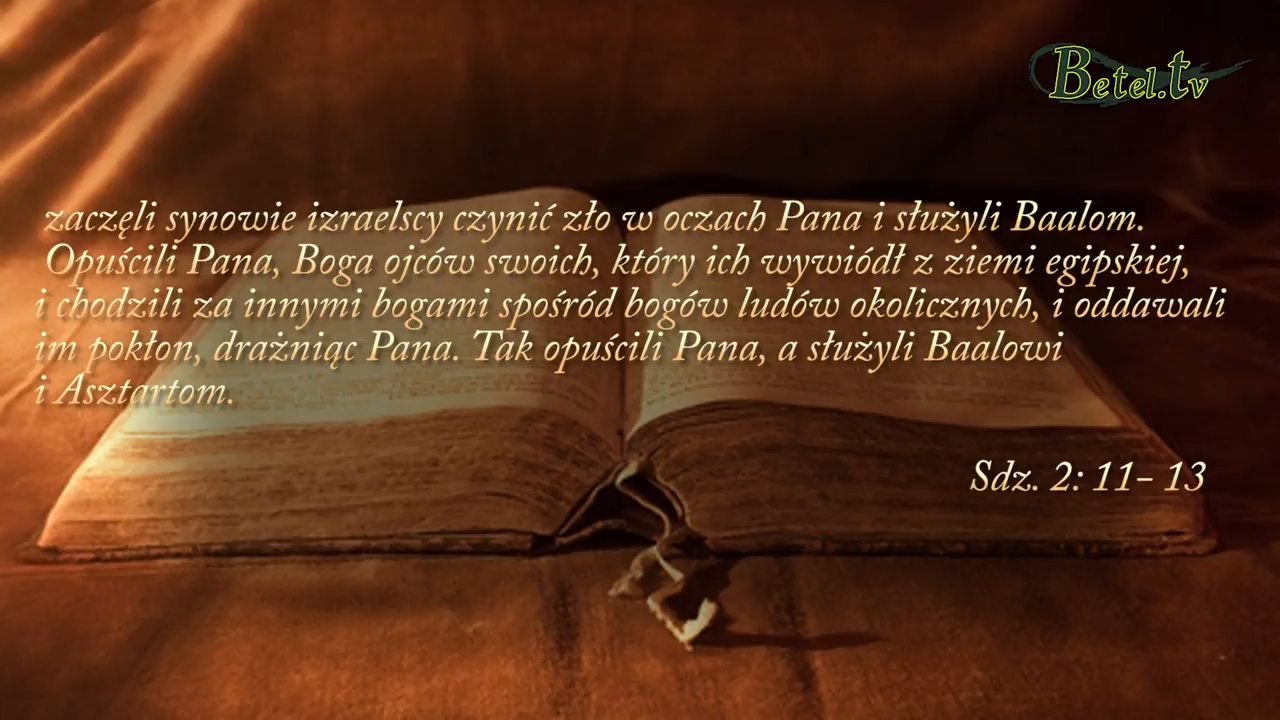 Betel.tv
zaczęli synowie izraelscy czynić zło w oczach Pana i służyli Baalom.
Opuścili Pana, Boga ojców swoich, który ich wywiódł z ziemi egipskiej,
i chodzili za innymi bogami spośród bogów ludów okolicznych, i oddawali
im pokłon, drażniąc Pana. Tak opuścili Pana, a służyli Baalowi
i Asztartom.
Sdz. 2: 11– 13